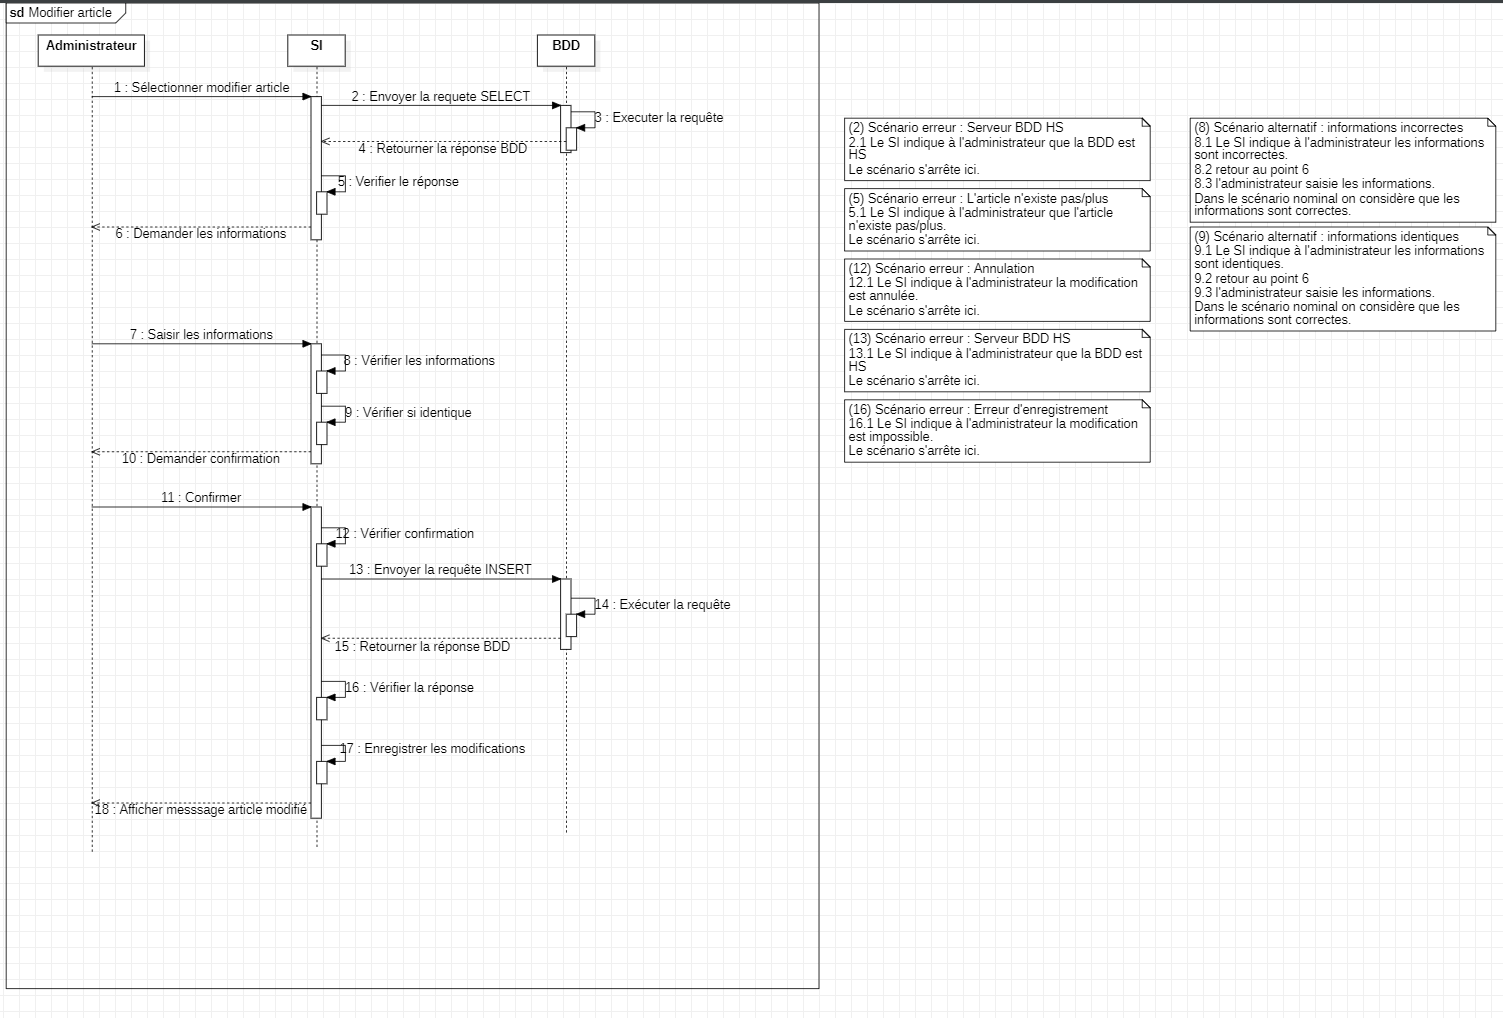 sd Modifier article
Administrateur
SI
BDD
1 : Sélectionner modifier article
2 : Envoyer la requete SELECT
3 : Executer la requête
4 : Retourner la réponse BDD
5 : Verifier le réponse
6 : Demander les informations
7 : Saisir les informations
8 : Vérifier les informations
9 : Vérifier si identique
10 : Demander confirmation
11 : Confirmer
12 : Vérifier confirmation
13 : Envoyer la requête INSERT
14 : Exécuter la requête
15 : Retourner la réponse BDD
16 : Vérifier la réponse
17 : Enregistrer les modifications
18 : Afficher messsage article modifié
(2) Scénario erreur : Serveur BDD HS
2.1 Le SI indique à l'administrateur que la BDD est
HS
Le scénario s'arrête ici.
(5) Scénario erreur : L'article n'existe pas/plus
5.1 Le SI indique à l'administrateur que l'article
n'existe pas/plus.
Le scénario s'arrête ici.
(12) Scénario erreur : Annulation
12.1 Le SI indique à l'administrateur la modification
est annulée.
Le scénario s'arrête ici.
(13) Scénario erreur : Serveur BDD HS
13.1 Le SI indique à l'administrateur que la BDD est
HS
Le scénario s'arrête ici.
(16) Scénario erreur : Erreur d'enregistrement
16.1 Le SI indique à l'administrateur la modification
est impossible.
Le scénario s'arrête ici.
(8) Scénario alternatif : informations incorrectes
8.1 Le SI indique à l'administrateur les informations
sont incorrectes.
8.2 retour au point 6
8.3 l'administrateur saisie les informations.
Dans le scénario nominal on considère que les
informations sont correctes.
(9) Scénario alternatif : informations identiques
9.1 Le SI indique à l'administrateur les informations
sont identiques.
9.2 retour au point 6
9.3 l'administrateur saisie les informations.
Dans le scénario nominal on considère que les
informations sont correctes.